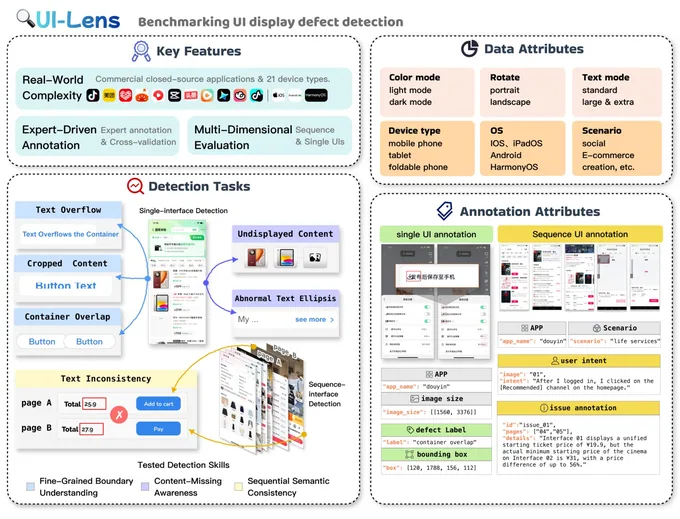 UI-Lens Benchmarking UI display defect detection
Key Features
Real-World Complexity
Commercial closed-source applications & 21 device types.
Expert-Driven Annotation
Expert annotation & Cross-validation
Multi-Dimensional Evaluation
Sequence & Single UIs
Data Attributes
Color mode
light mode
dark mode
Rotate
portrait
landscape
Text mode
standard
large & extra
Device type
mobile phone
tablet
foldable phone
OS
IOS、iPadOS
Android
HarmonyOS
Scenario
social
E-commerce
creation, etc.
Detection Tasks
Text Overflow
Text Overflows the Container
Cropped Content
Button Text
Container Overlap
Button Button
Single-interface Detection
Undisplayed Content
Abnormal Text Ellipsis
My ... see more >
Text Inconsistency
page A Total 25.9 Add to cart
page B Total 27.9 Pay
page A
page B
Sequence-interface Detection
Tested Detection Skills
Fine-Grained Boundary Understanding
Content-Missing Awareness
Sequential Semantic Consistency
Annotation Attributes
single UI annotation
发布后保存至手机
APP
"app_name": "douyin"
image size
"image_size": [[1560, 3376]]
defect Label
"label": "container overlap"
bounding box
"box": [120, 1788, 156, 112]
Sequence UI annotation
APP
"app_name": "douyin"
Scenario
"scenario": "life services"
user intent
"image": "01",
"intent": "After I logged in, I clicked on the [Recommended] channel on the homepage."
issue annotation
"id": "issue_01",
"pages": ["04","05"],
"details": "Interface 01 displays a unified
starting ticket price of ¥19.9, but the
actual minimum starting price of the cinema
on Interface 02 is ¥31, with a price
difference of up to 56%."